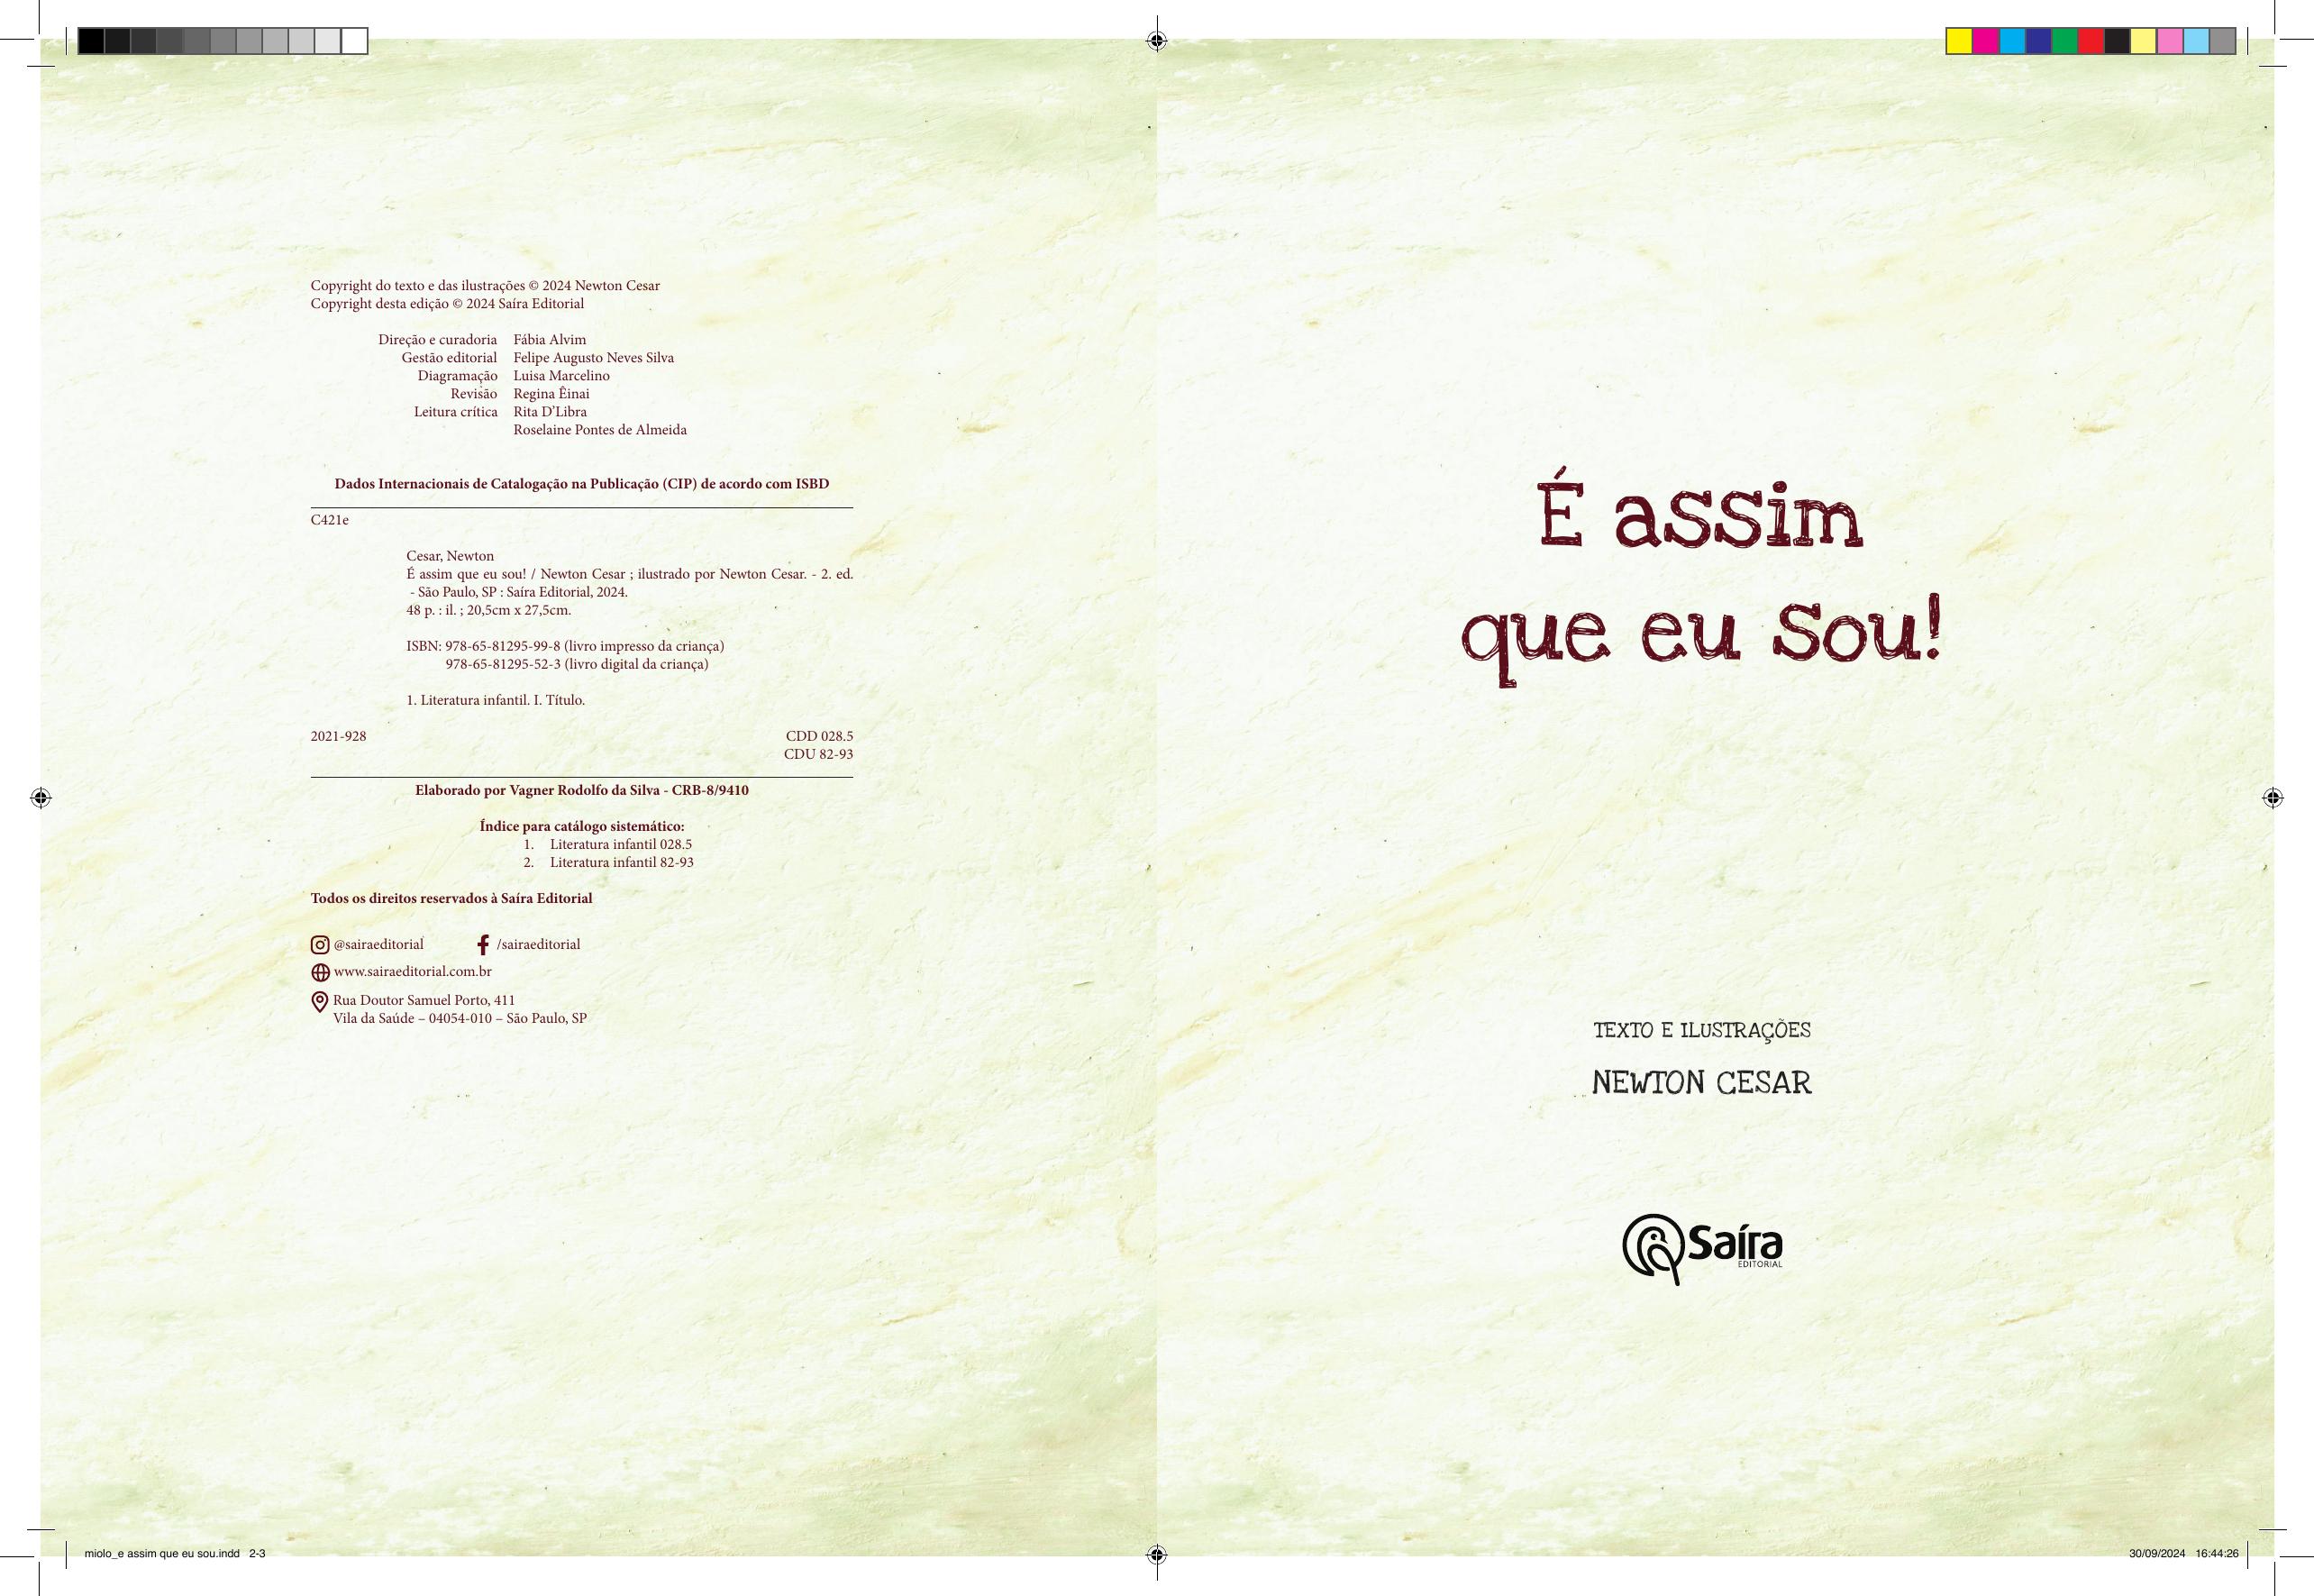 Copyright do texto e das ilustrações © 2024 Newton Cesar
Copyright desta edição © 2024 Saíra Editorial
Direção e curadoria Fábia Alvim
Gestão editorial Felipe Augusto Neves Silva
Diagramação Luisa Marcelino
Revisão Regina Êinai
Leitura crítica Rita D’Libra
Roselaine Pontes de Almeida
Dados Internacionais de Catalogação na Publicação (CIP) de acordo com ISBD
C421e
Cesar, Newton
É assim que eu sou! / Newton Cesar ; ilustrado por Newton Cesar. - 2. ed.
- São Paulo, SP : Saíra Editorial, 2024.
48 p. : il. ; 20,5cm x 27,5cm.
ISBN: 978-65-81295-99-8 (livro impresso da criança)
978-65-81295-52-3 (livro digital da criança)
1. Literatura infantil. I. Título.
2021-928 CDD 028.5
CDU 82-93
Elaborado por Vagner Rodolfo da Silva - CRB-8/9410
Índice para catálogo sistemático:
1. Literatura infantil 028.5
2. Literatura infantil 82-93
Todos os direitos reservados à Saíra Editorial
@sairaeditorial /sairaeditorial
www.sairaeditorial.com.br
Rua Doutor Samuel Porto, 411
Vila da Saúde – 04054-010 – São Paulo, SP
É assim
que eu sou!
TEXTO E ILUSTRAÇÕES
NEWTON CESAR
Saíra
EDITORIAL
miolo_e assim que eu sou.indd 2-3
30/09/2024 16:44:26